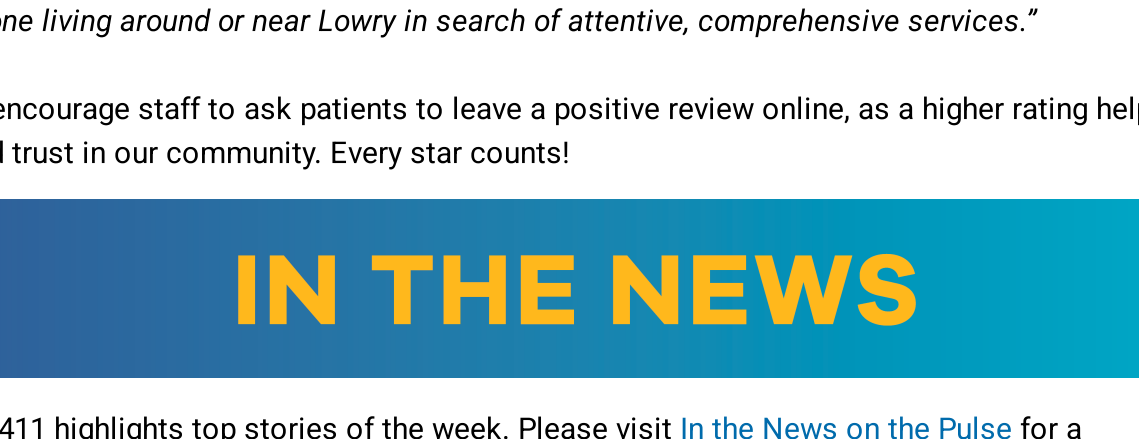 one living around or near Lowry in search of attentive, comprehensive services.”
encourage staff to ask patients to leave a positive review online, as a higher rating
trust in our community. Every star counts!
IN THE NEWS
411 highlights top stories of the week. Please visit In the News on the Pulse for a